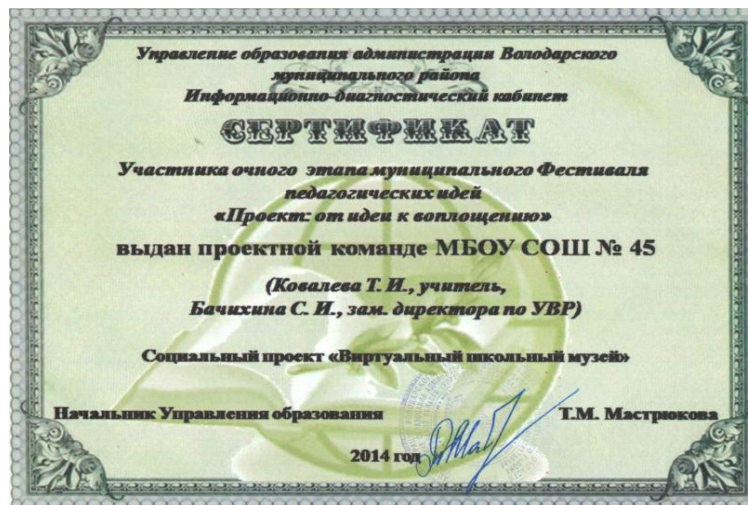 Управление образования администрации Володарского
муниципального района
Информационно-диагностический кабинет
СЕРТИФИКАТ
Участника очного этапа муниципального Фестиваля
педагогических идей
«Проект: от идеи к воплощению»
выдан проектной команде МБОУ СОШ № 45
(Ковалева Т. И., учитель,
Бачихина С. И., зам. директора по УВР)
Социальный проект «Виртуальный школьный музей»
Начальник Управления образования Т.М. Мастрюкова
2014 год